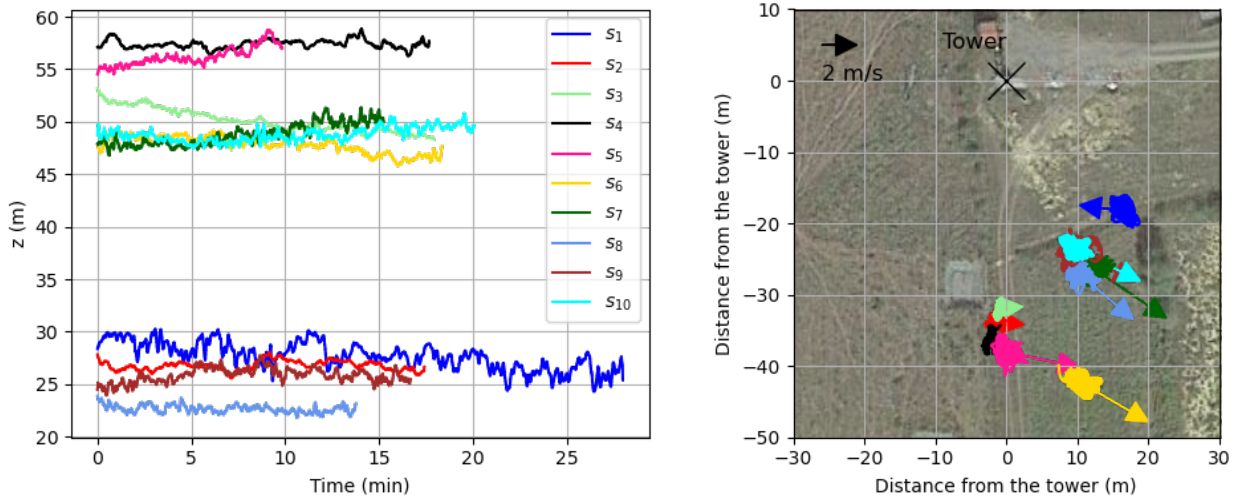 60
55
50
45
40
35
30
25
20
z (m)
0
5
10
15
20
25
Time (min)
s1
s2
s3
s4
s5
s6
s7
s8
s9
s10
10
0
−10
−20
−30
−40
−50
Distance from the tower (m)
Tower
2 m/s
−30
−20
−10
0
10
20
30
Distance from the tower (m)